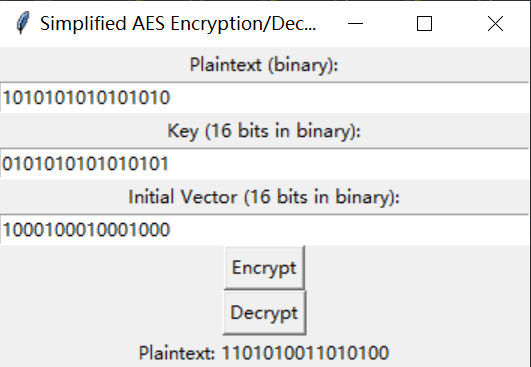 Simplified AES Encryption/Dec...
Plaintext (binary):
1010101010101010
Key (16 bits in binary):
0101010101010101
Initial Vector (16 bits in binary):
1000100010001000
Encrypt
Decrypt
Plaintext: 1101010011010100